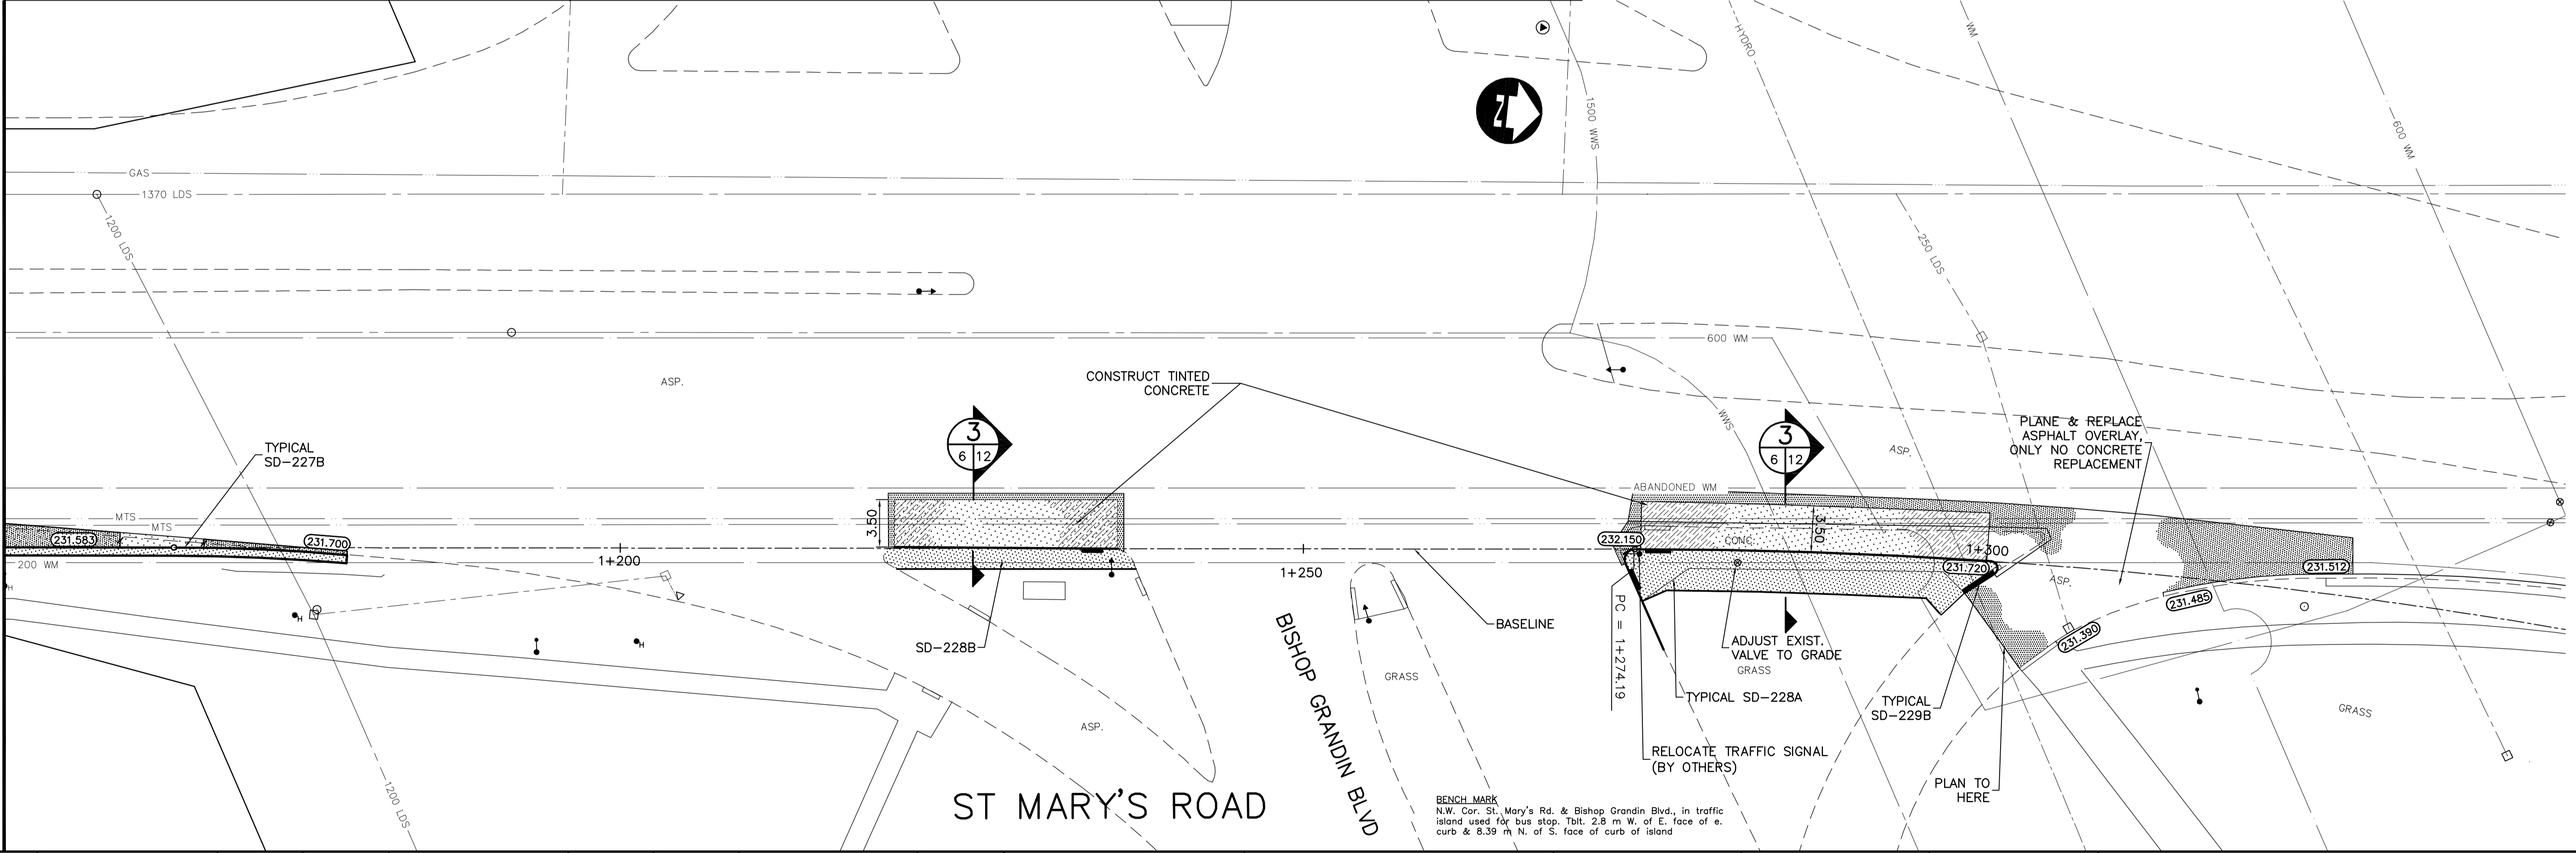 HYDRO
WM
1500 WWS
600 WM
GAS
1370 LDS
1200 LDS
Z
250 LDS
600 WM
ASP.
CONSTRUCT TINTED
CONCRETE
WWS
PLANE & REPLACE
ASPHALT OVERLAY,
ONLY NO CONCRETE
REPLACEMENT
TYPICAL
SD-227B
3
6 12
3
6 12
ASP.
ABANDONED WM
MTS
MTS
3.50
3.50
231.583
231.700
232.150
CONC.
1+200
1+250
1+300
231.720
231.512
200 WM
ASP.
231.485
H
H
H
231.390
BASELINE
PC = 1+274.19
SD-228B
ADJUST EXIST.
VALVE TO GRADE
GRASS
GRASS
BISHOP GRANDIN BLVD
TYPICAL SD-228A
TYPICAL
SD-229B
GRASS
ASP.
RELOCATE TRAFFIC SIGNAL
(BY OTHERS)
PLAN TO
HERE
1200 LDS
ST MARY'S ROAD
BENCH MARK
N.W. Cor. St. Mary's Rd. & Bishop Grandin Blvd., in traffic
island used for bus stop. Tblt. 2.8 m W. of E. face of e.
curb & 8.39 m N. of S. face of curb of island